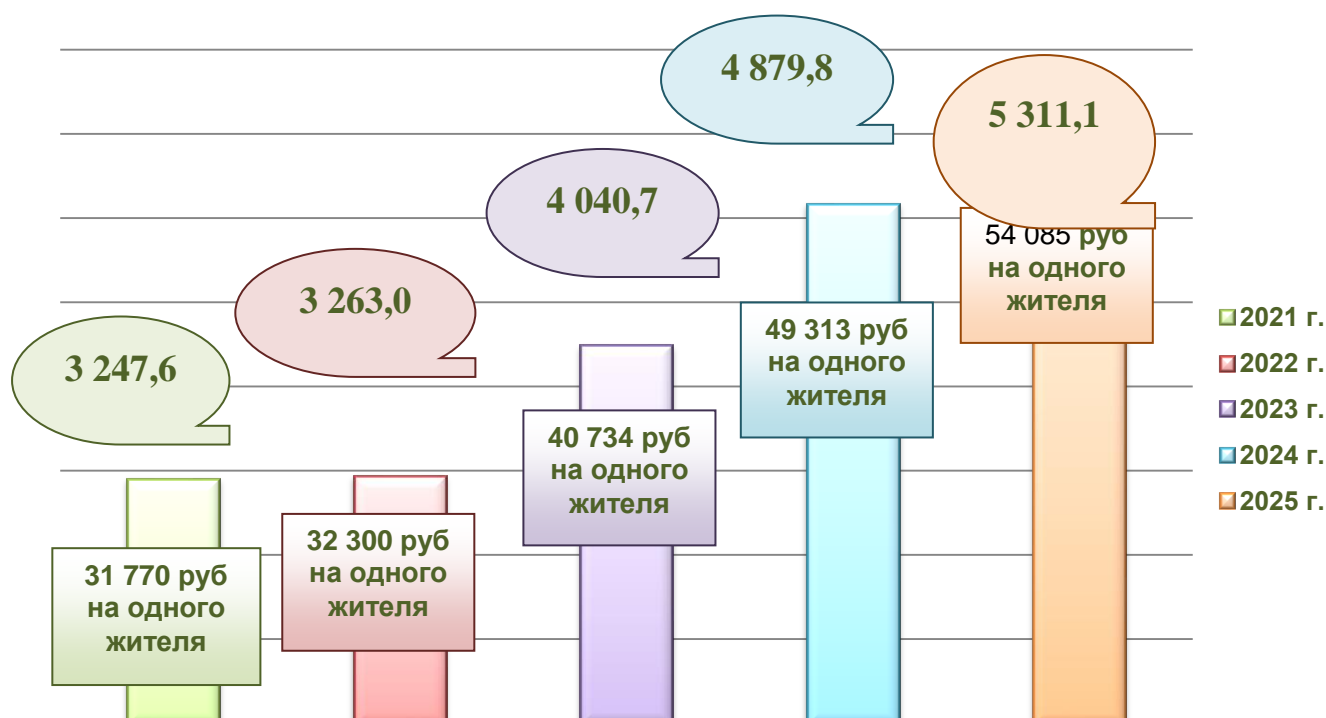 4 879,8
5 311,1
4 040,7
3 263,0
3 247,6
54 085 руб
на одного
жителя
49 313 руб
на одного
жителя
40 734 руб
на одного
жителя
32 300 руб
на одного
жителя
31 770 руб
на одного
жителя
2021 г.
2022 г.
2023 г.
2024 г.
2025 г.